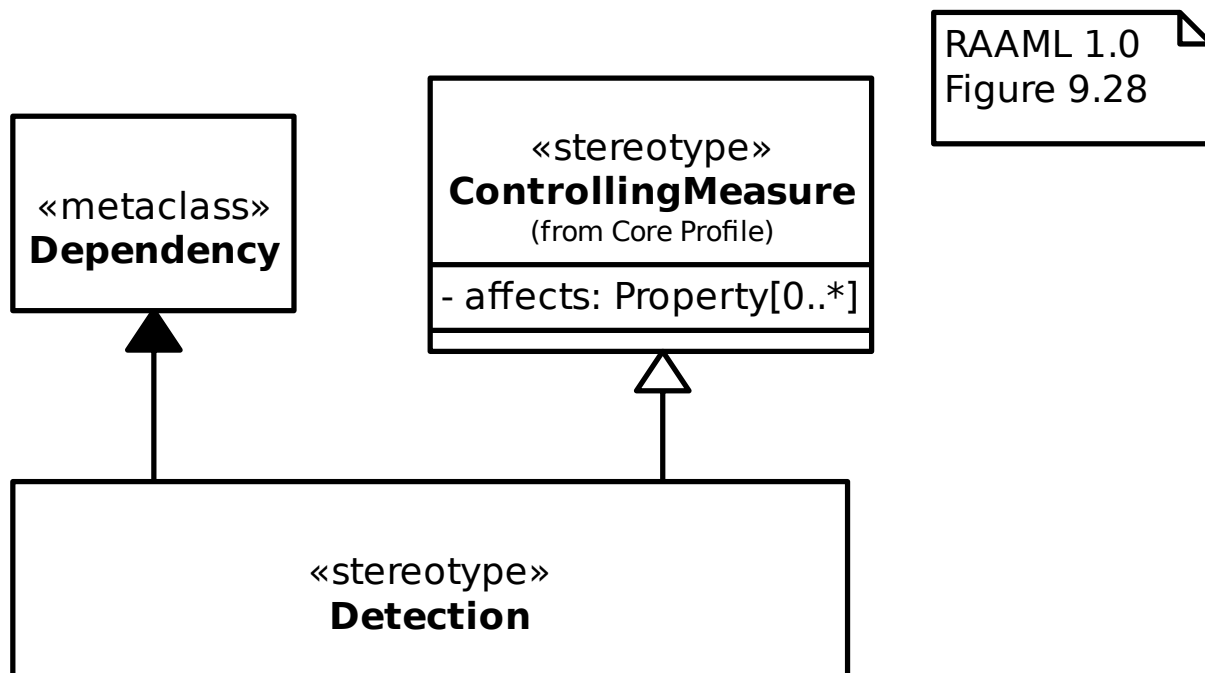 RAAML 1.0
Figure 9.28
«stereotype»
ControllingMeasure
(from Core Profile)
- affects: Property[0..*]
«metaclass»
Dependency
«stereotype»
Detection